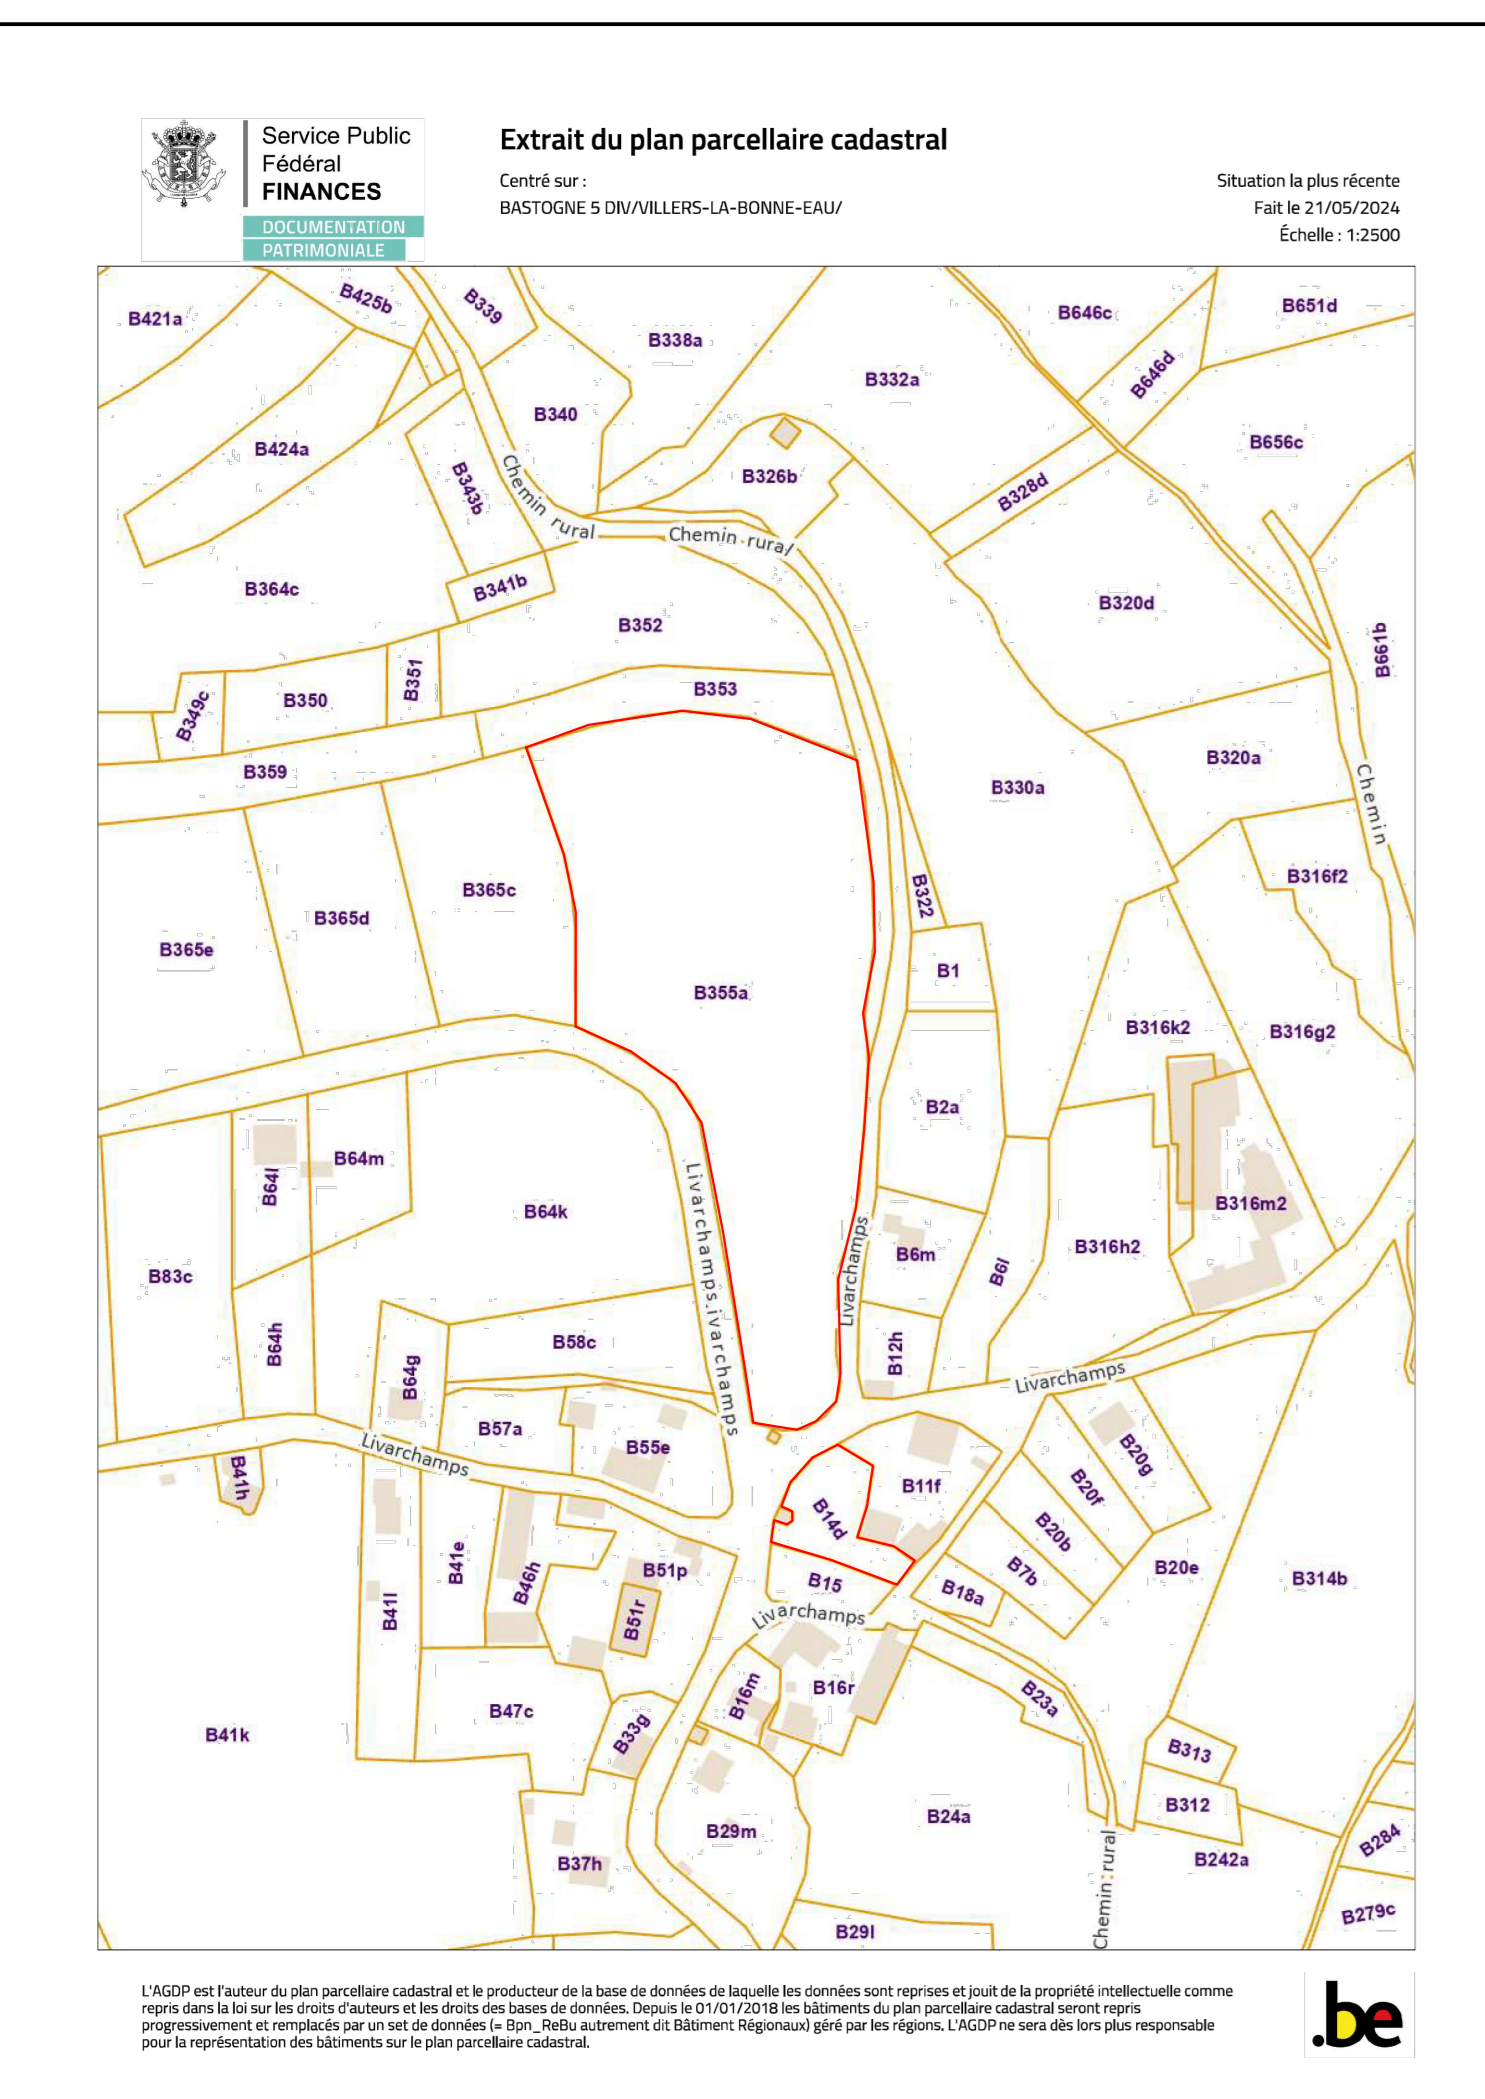 Service Public
Fédéral
FINANCES
DOCUMENTATION
PATRIMONIALE
Extrait du plan parcellaire cadastral
Centré sur :
BASTOGNE 5 DIV/VILLERS-LA-BONNE-EAU/
Situation la plus récente
Fait le 21/05/2024
Échelle : 1:2500
B421a
B425b
B339
B338a
B646c
B651d
B332a
B646d
B340
B424a
B656c
B343b
B326b
B328d
Chemin rural
Chemin rural
B364c
B341b
B352
B320d
B661b
B351
B349c
B350
B353
B359
B330a
B320a
Chemin
B365c
B365d
B365e
B322
B316f2
B355a
B1
B316k2
B316g2
B2a
B64l
B64m
B64k
Livarchamps
B316m2
B83c
Livarchamps
B6m
B6l
B316h2
B64h
B64g
B58c
ivarchamps
B12h
Livarchamps
B57a
B55e
Livarchamps
B41h
B11f
B20g
B20f
B14d
B20b
B41e
B46h
B51p
B15
B7b
B18a
B20e
B314b
B41l
B51r
Livarchamps
B16m
B16r
B23a
B41k
B47c
B33g
B313
B312
B24a
B29m
B37h
Chemin rural
B242a
B284
B279c
B29l
L'AGDP est l'auteur du plan parcellaire cadastral et le producteur de la base de données de laquelle les données sont reprises et jouit de la propriété intellectuelle comme
repris dans la loi sur les droits d'auteurs et les droits des bases de données. Depuis le 01/01/2018 les bâtiments du plan parcellaire cadastral seront repris
progressivement et remplacés par un set de données (= Bpn_ReBu autrement dit Bâtiment Régionaux) géré par les régions. L'AGDP ne sera dès lors plus responsable
pour la représentation des bâtiments sur le plan parcellaire cadastral.
.be